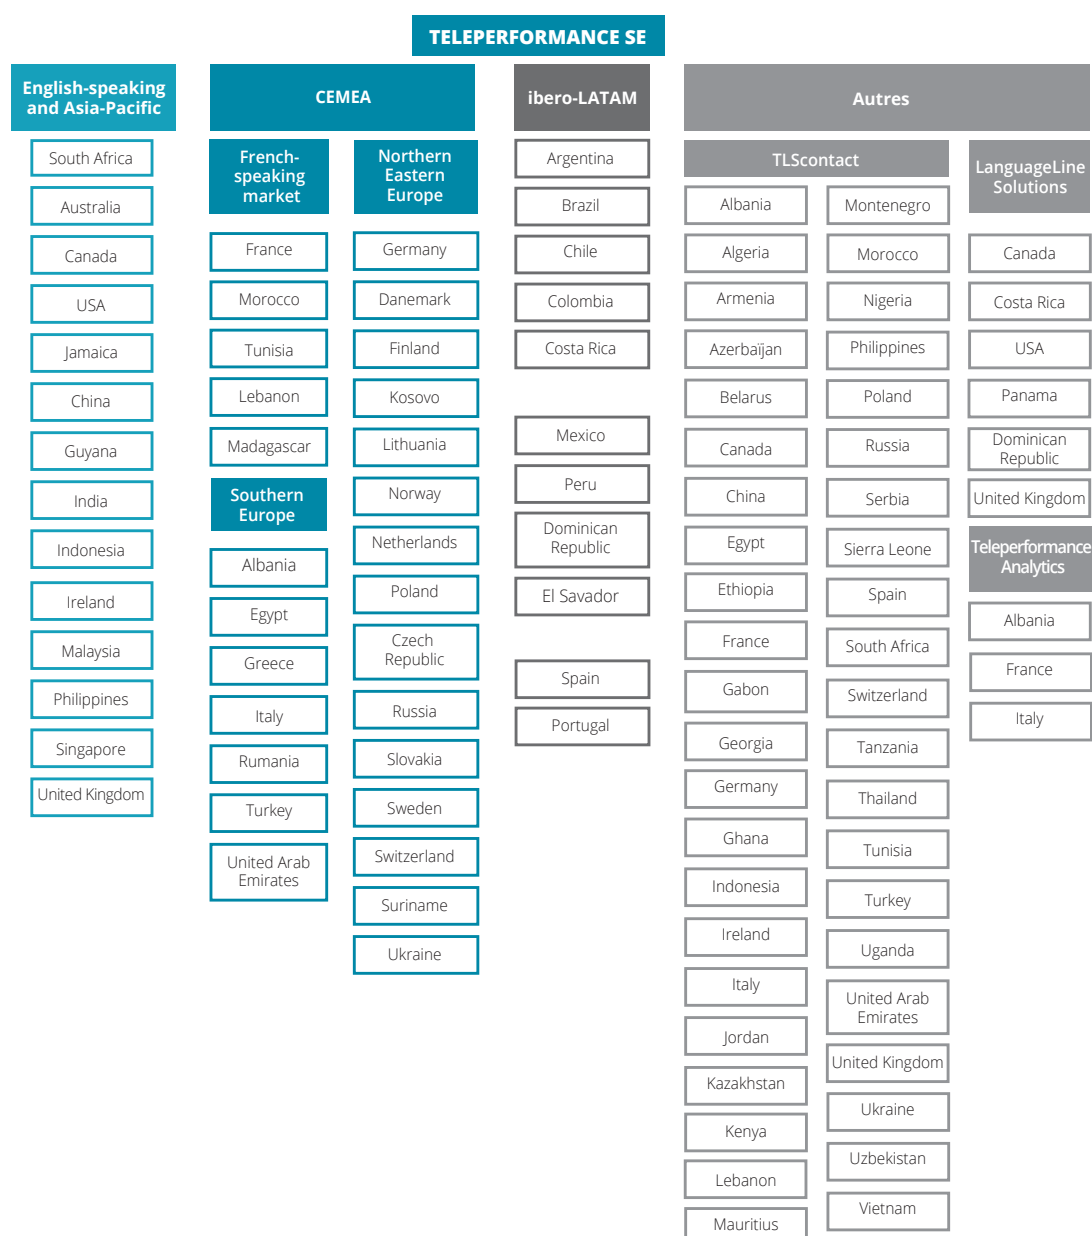 TELEPERFORMANCE SE
English-speaking
and Asia-Pacific
South Africa
Australia
Canada
USA
Jamaica
China
Guyana
India
Indonesia
Ireland
Malaysia
Philippines
Singapore
United Kingdom
CEMEA
French-
speaking
market
France
Morocco
Tunisia
Lebanon
Madagascar
Southern
Europe
Albania
Egypt
Greece
Italy
Rumania
Turkey
United Arab
Emirates
Northern
Eastern
Europe
Germany
Danemark
Finland
Kosovo
Lithuania
Norway
Netherlands
Poland
Czech
Republic
Russia
Slovakia
Sweden
Switzerland
Suriname
Ukraine
ibero-LATAM
Argentina
Brazil
Chile
Colombia
Costa Rica
Mexico
Peru
Dominican
Republic
El Savador
Spain
Portugal
Autres
TLScontact
Albania
Algeria
Armenia
Azerbaïjan
Belarus
Canada
China
Egypt
Ethiopia
France
Gabon
Georgia
Germany
Ghana
Indonesia
Ireland
Italy
Jordan
Kazakhstan
Kenya
Lebanon
Mauritius
Montenegro
Morocco
Nigeria
Philippines
Poland
Russia
Serbia
Sierra Leone
Spain
South Africa
Switzerland
Tanzania
Thailand
Tunisia
Turkey
Uganda
United Arab
Emirates
United Kingdom
Ukraine
Uzbekistan
Vietnam
LanguageLine
Solutions
Canada
Costa Rica
USA
Panama
Dominican
Republic
United Kingdom
Teleperformance
Analytics
Albania
France
Italy